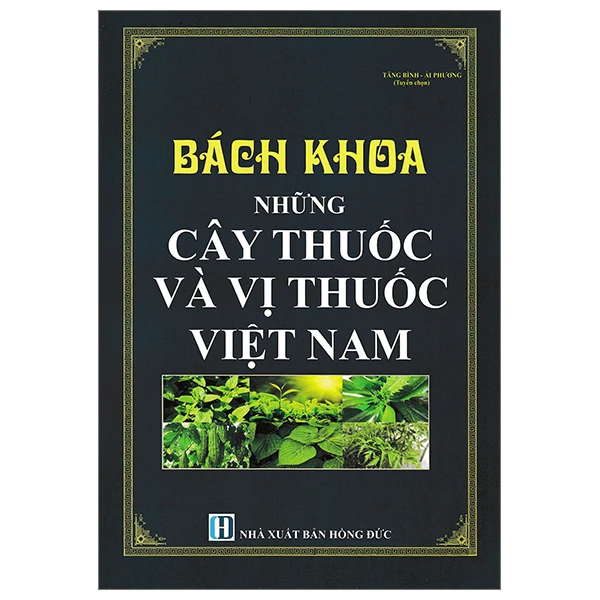 TĂNG BÌNH - ÁI PHƯƠNG
(Tuyển chọn)
BÁCH KHOA
NHỮNG
CÂY THUỐC
VÀ VỊ THUỐC
VIỆT NAM
H
NHÀ XUẤT BẢN HỒNG ĐỨC